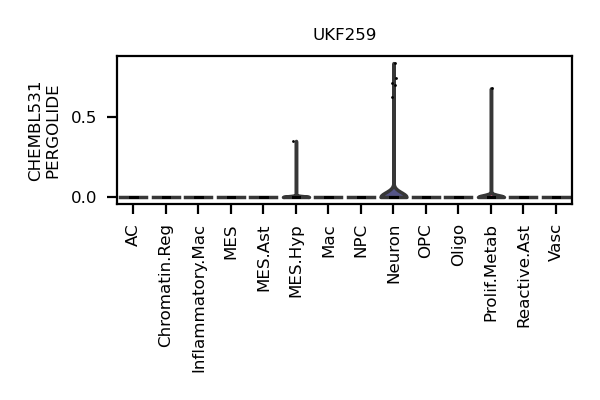 UKF259
CHEMBL531
PERGOLIDE
0.5
0.0
AC
Chromatin.Reg
Inflammatory.Mac
MES
MES.Ast
MES.Hyp
Mac
NPC
Neuron
OPC
Oligo
Prolif.Metab
Reactive.Ast
Vasc